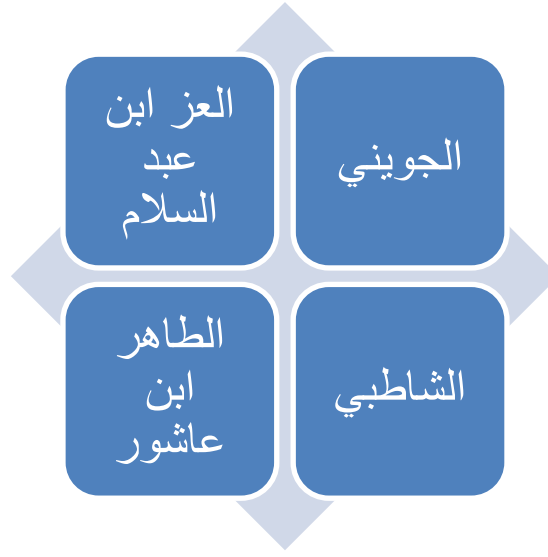 الجويني
العز ابن
عبد
السلام
الشاطبي
الطاهر
ابن
عاشور